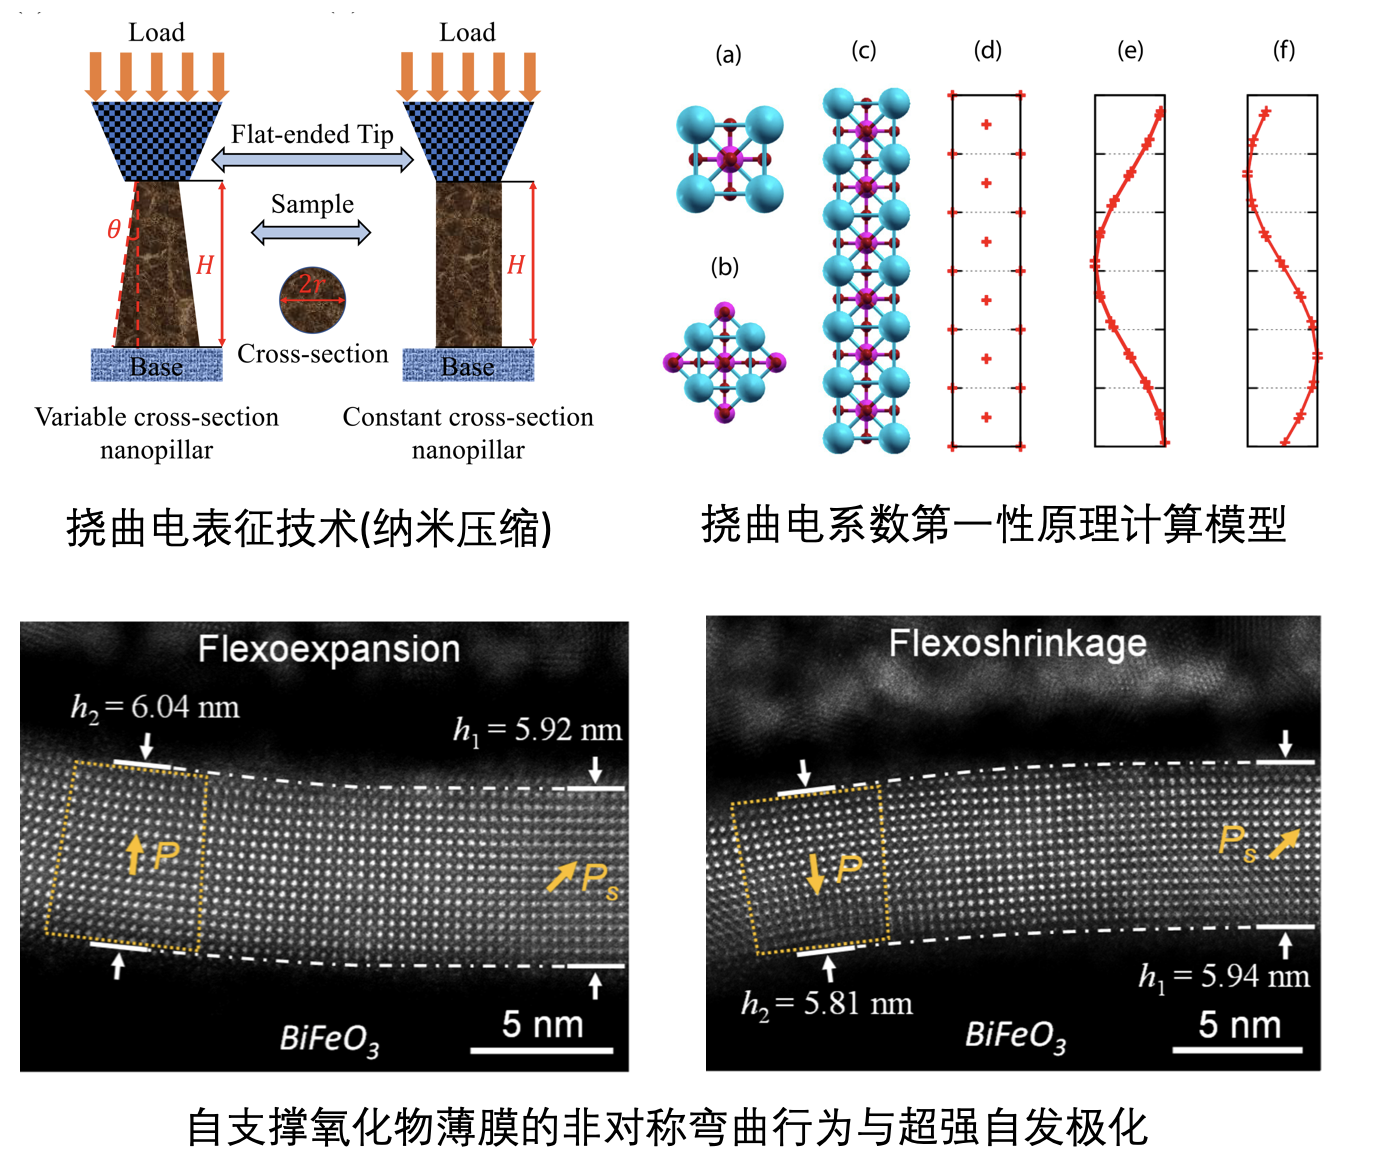 Load
Load
Flat-ended Tip
Sample
θ
H
H
2r
Cross-section
Base
Base
Variable cross-section
nanopillar
Constant cross-section
nanopillar
挠曲电表征技术(纳米压缩)
(a)
(b)
(c)
(d)
(e)
(f)
挠曲电系数第一性原理计算模型
Flexoexpansion
h2 = 6.04 nm
h1 = 5.92 nm
P
Ps
BiFeO3
5 nm
Flexoshrinkage
P
Ps
h2 = 5.81 nm
h1 = 5.94 nm
BiFeO3
5 nm
自支撑氧化物薄膜的非对称弯曲行为与超强自发极化